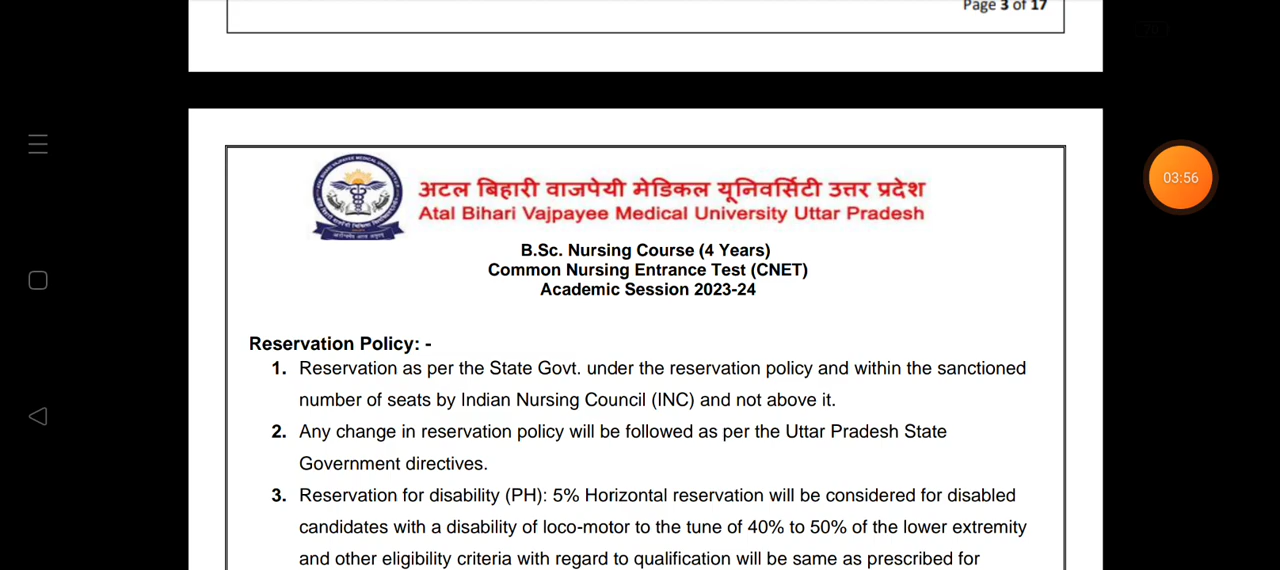 Page 3 of 17
03:56
अटल बिहारी वाजपेयी मेडिकल यूनिवर्सिटी उत्तर प्रदेश
Atal Bihari Vajpayee Medical University Uttar Pradesh
B.Sc. Nursing Course (4 Years)
Common Nursing Entrance Test (CNET)
Academic Session 2023-24
Reservation Policy: -
1. Reservation as per the State Govt. under the reservation policy and within the sanctioned
number of seats by Indian Nursing Council (INC) and not above it.
2. Any change in reservation policy will be followed as per the Uttar Pradesh State
Government directives.
3. Reservation for disability (PH): 5% Horizontal reservation will be considered for disabled
candidates with a disability of loco-motor to the tune of 40% to 50% of the lower extremity
and other eligibility criteria with regard to qualification will be same as prescribed for